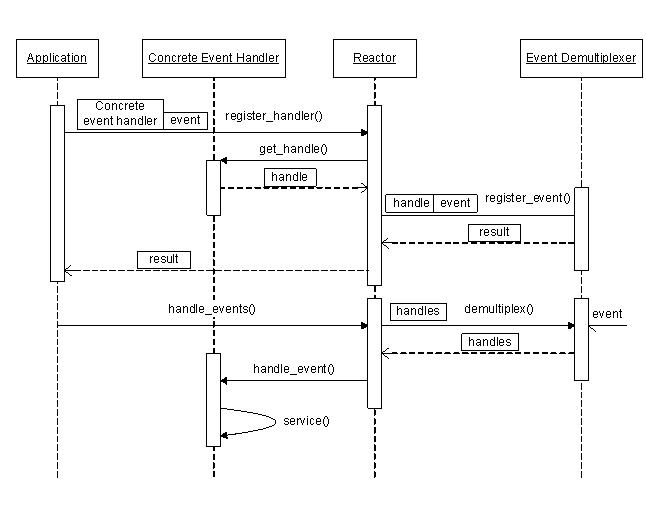 Application
Concrete Event Handler
Reactor
Event Demultiplexer
Concrete
event handler
event
register_handler()
get_handle()
handle
handle
event
register_event()
result
result
handle_events()
handles
demultiplex()
event
handles
handle_event()
service()